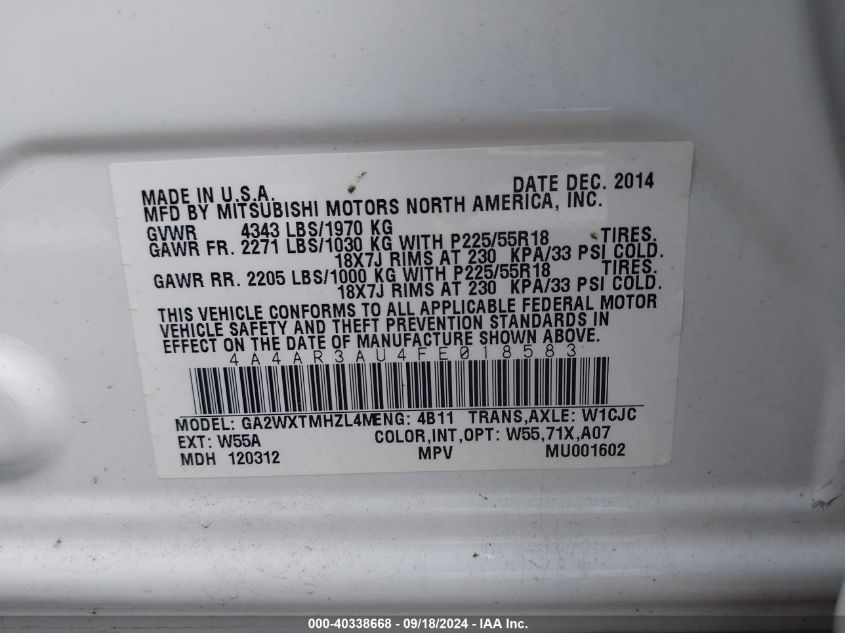 MADE IN U.S.A. DATE DEC. 2014
MFD BY MITSUBISHI MOTORS NORTH AMERICA, INC.
GVWR 4343 LBS/1970 KG
GAWR FR. 2271 LBS/1030 KG WITH P225/55R18 TIRES.
18X7J RIMS AT 230 KPA/33 PSI COLD.
GAWR RR. 2205 LBS/1000 KG WITH P225/55R18 TIRES.
18X7J RIMS AT 230 KPA/33 PSI COLD.
THIS VEHICLE CONFORMS TO ALL APPLICABLE FEDERAL MOTOR
VEHICLE SAFETY AND THEFT PREVENTION STANDARDS IN
EFFECT ON THE DATE OF MANUFACTURE SHOWN ABOVE.
4A4AR3AU4FE018583
MODEL: GA2WXTMHZL4MENG: 4B11 TRANS,AXLE: W1CJC
EXT: W55A COLOR,INT,OPT: W55,71X,A07
MDH 120312 MPV MU001602
000-40338668 - 09/18/2024 - IAA Inc.